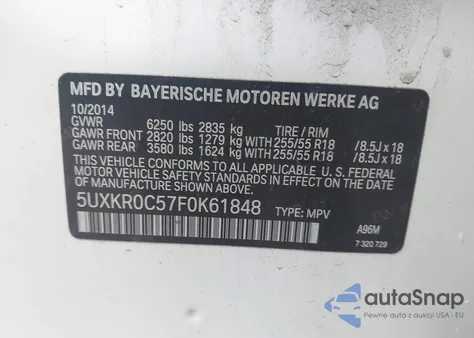 MFD BY BAYERISCHE MOTOREN WERKE AG
10/2014
GVWR 6250 lbs 2835 kg TIRE / RIM
GAWR FRONT 2820 lbs 1279 kg WITH 255/55 R18 /8.5J x 18
GAWR REAR 3580 lbs 1624 kg WITH 255/55 R18 /8.5J x 18
THIS VEHICLE CONFORMS TO ALL APPLICABLE U. S. FEDERAL
MOTOR VEHICLE SAFETY STANDARDS IN EFFECT
ON THE DATE OF MANUFACTURE SHOWN ABOVE.
5UXKR0C57F0K61848 TYPE: MPV
A96M
7 320 729
autoSnap
Pewne auto z USA i EU